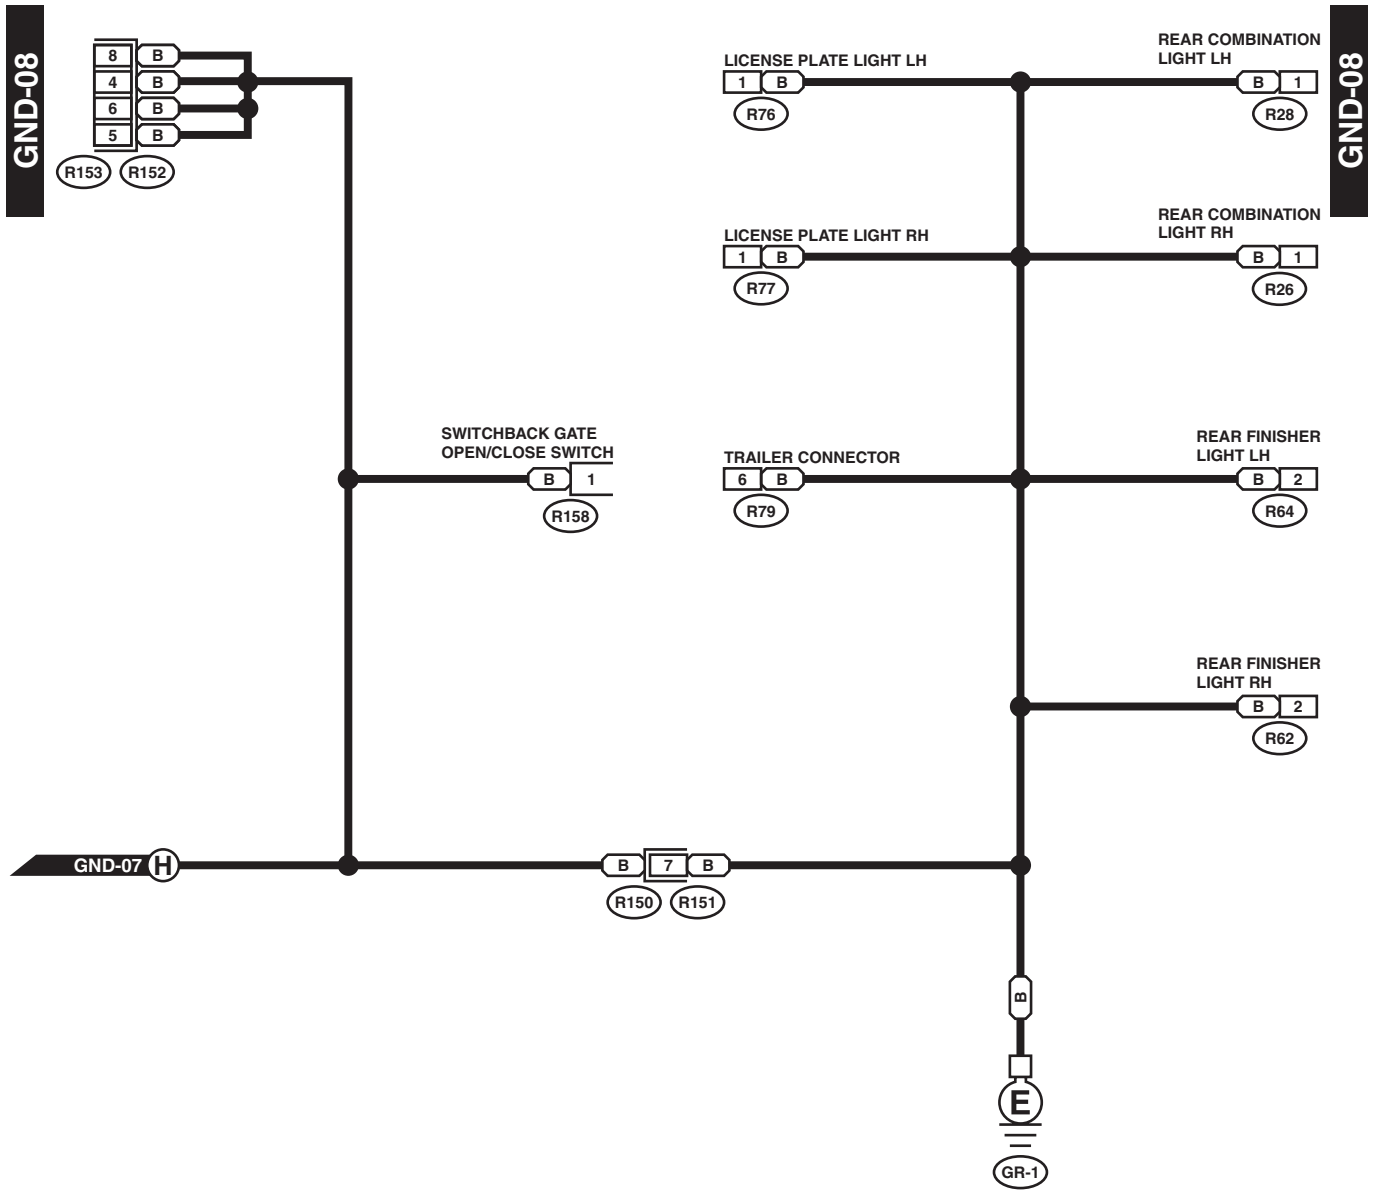 GND-08
8 B
4 B
6 B
5 B
R153 R152
LICENSE PLATE LIGHT LH
1 B
R76
REAR COMBINATION
LIGHT LH
B 1
R28
GND-08
LICENSE PLATE LIGHT RH
1 B
R77
REAR COMBINATION
LIGHT RH
B 1
R26
SWITCHBACK GATE
OPEN/CLOSE SWITCH
B 1
R158
TRAILER CONNECTOR
6 B
R79
REAR FINISHER
LIGHT LH
B 2
R64
REAR FINISHER
LIGHT RH
B 2
R62
GND-07 H
B 7 B
R150 R151
B
E
GR-1